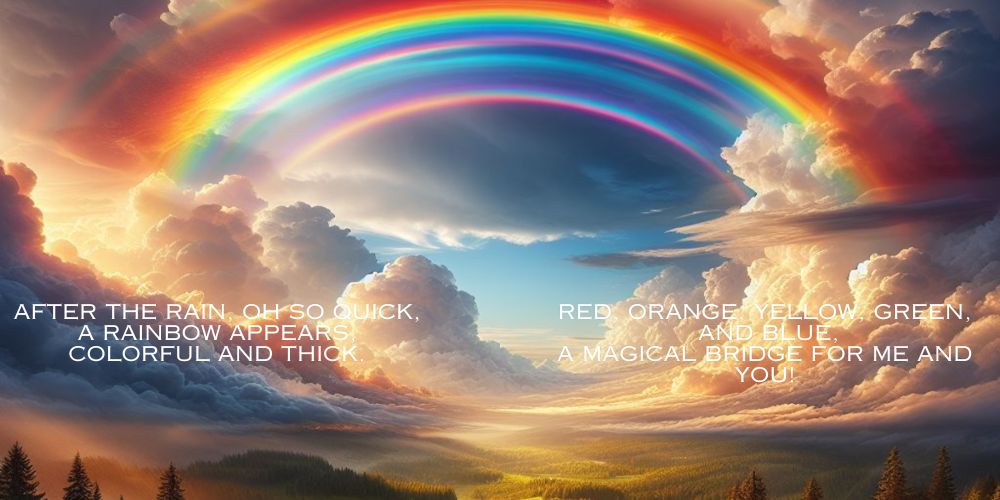 AFTER THE RAIN, OH SO QUICK,
A RAINBOW APPEARS,
COLORFUL AND THICK.
RED, ORANGE, YELLOW, GREEN,
AND BLUE,
A MAGICAL BRIDGE FOR ME AND
YOU!